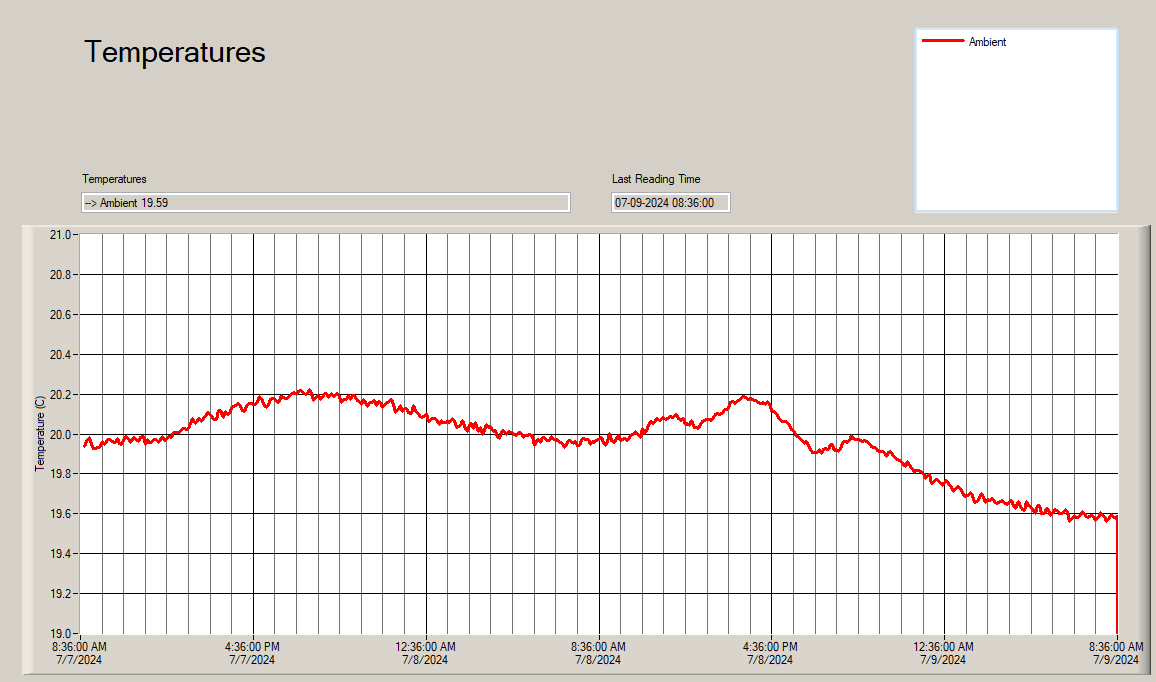 Temperatures
Ambient
Temperatures
Last Reading Time
--> Ambient 19.59
07-09-2024 08:36:00
Temperature (C)
21.0
20.8
20.6
20.4
20.2
20.0
19.8
19.6
19.4
19.2
19.0
8:36:00 AM 4:36:00 PM 12:36:00 AM 8:36:00 AM 4:36:00 PM 12:36:00 AM 8:36:00 AM
7/7/2024 7/7/2024 7/8/2024 7/8/2024 7/8/2024 7/9/2024 7/9/2024